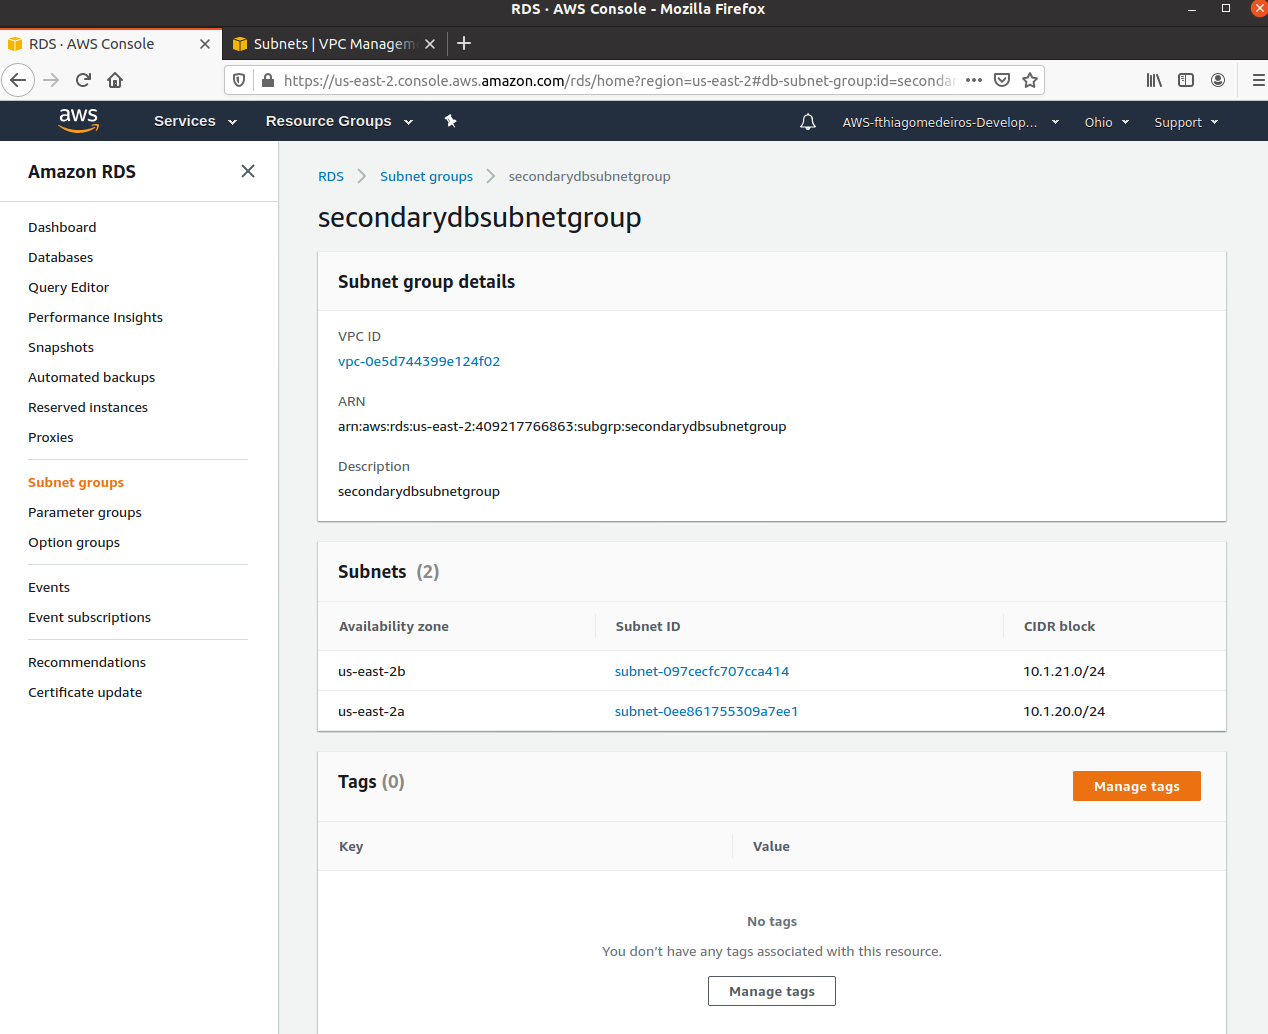 RDS · AWS Console - Mozilla Firefox
RDS · AWS Console
Subnets | VPC Managem
https://us-east-2.console.aws.amazon.com/rds/home?region=us-east-2#db-subnet-group:id=seconda
aws
Services
Resource Groups
AWS-fthiagomedeiros-Develop...
Ohio
Support
Amazon RDS
Dashboard
Databases
Query Editor
Performance Insights
Snapshots
Automated backups
Reserved instances
Proxies
Subnet groups
Parameter groups
Option groups
Events
Event subscriptions
Recommendations
Certificate update
RDS
Subnet groups
secondarydbsubnetgroup
secondarydbsubnetgroup
Subnet group details
VPC ID
vpc-0e5d744399e124f02
ARN
arn:aws:rds:us-east-2:409217766863:subgrp:secondarydbsubnetgroup
Description
secondarydbsubnetgroup
Subnets (2)
Availability zone Subnet ID CIDR block
us-east-2b subnet-097cecfc707cca414 10.1.21.0/24
us-east-2a subnet-0ee861755309a7ee1 10.1.20.0/24
Tags (0)
Manage tags
Key Value
No tags
You don't have any tags associated with this resource.
Manage tags